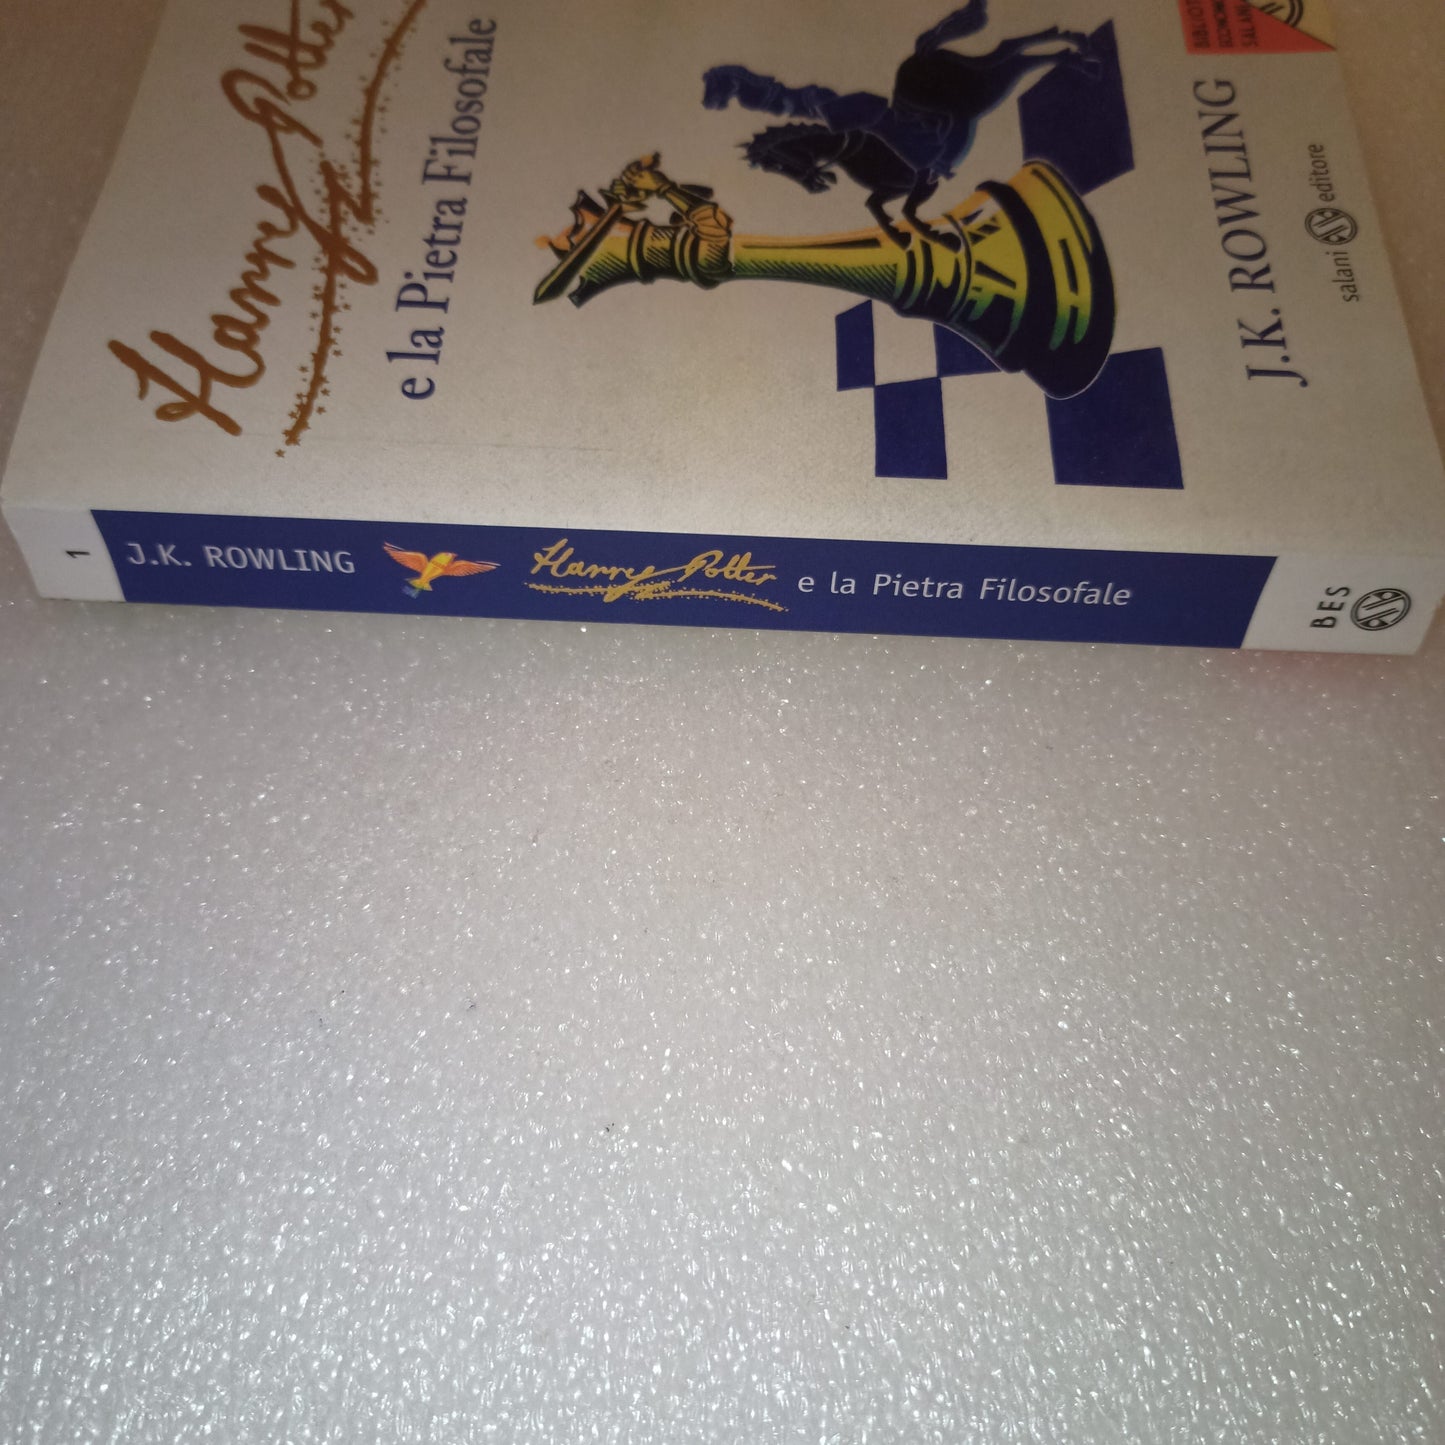 Harry Potter
e la Pietra Filosofale
J.K. ROWLING
salani editore
1
J.K. ROWLING
Harry Potter
e la Pietra Filosofale
BES